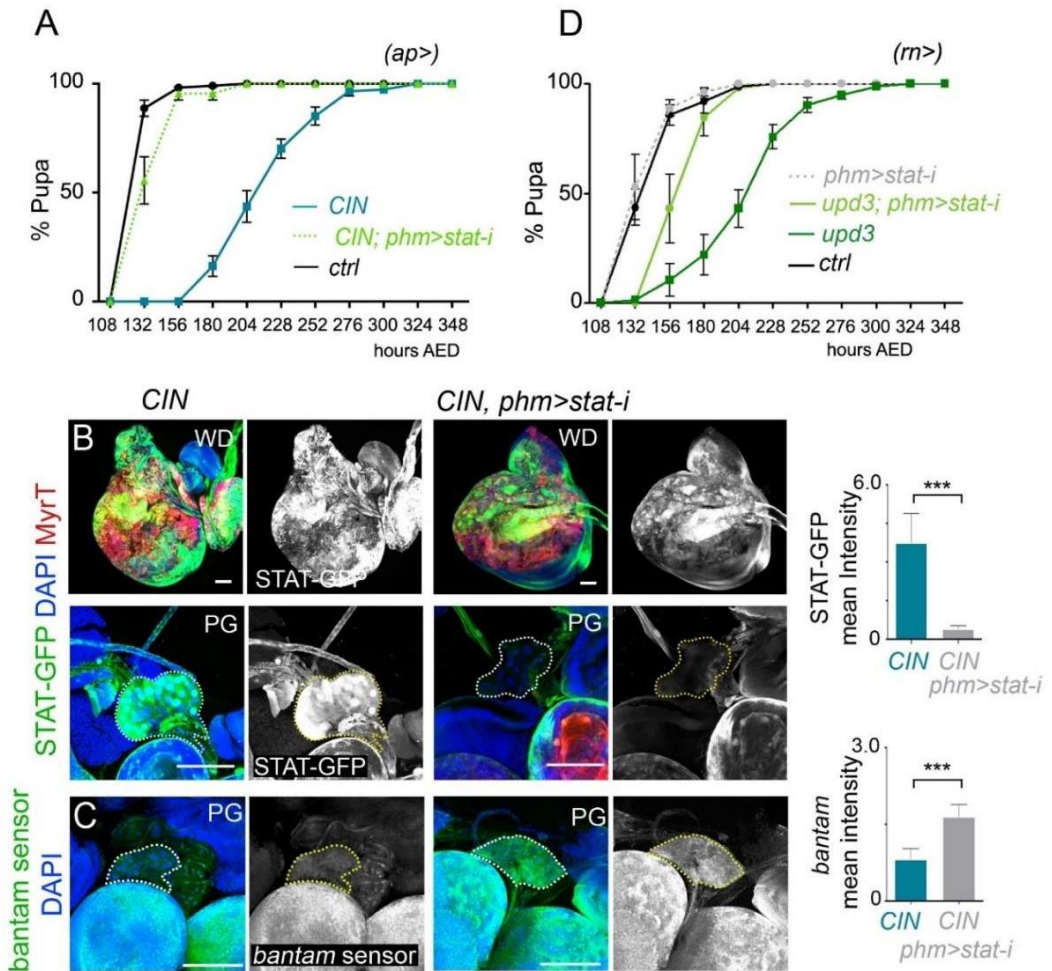 A
(ap>)
100
50
0
% Pupa
CIN
CIN; phm>stat-i
ctrl
108 132 156 180 204 228 252 276 300 324 348
hours AED
D
(rn>)
100
50
0
% Pupa
phm>stat-i
upd3; phm>stat-i
upd3
ctrl
108 132 156 180 204 228 252 276 300 324 348
hours AED
CIN
CIN, phm>stat-i
STAT-GFP DAPI MyrT
B
WD
STAT-GFP
WD
PG
STAT-GFP
PG
6.0
0
STAT-GFP
mean Intensity
***
CIN
CIN
phm>stat-i
bantam sensor
DAPI
C
PG
bantam sensor
PG
3.0
0
bantam
mean intensity
***
CIN
CIN
phm>stat-i